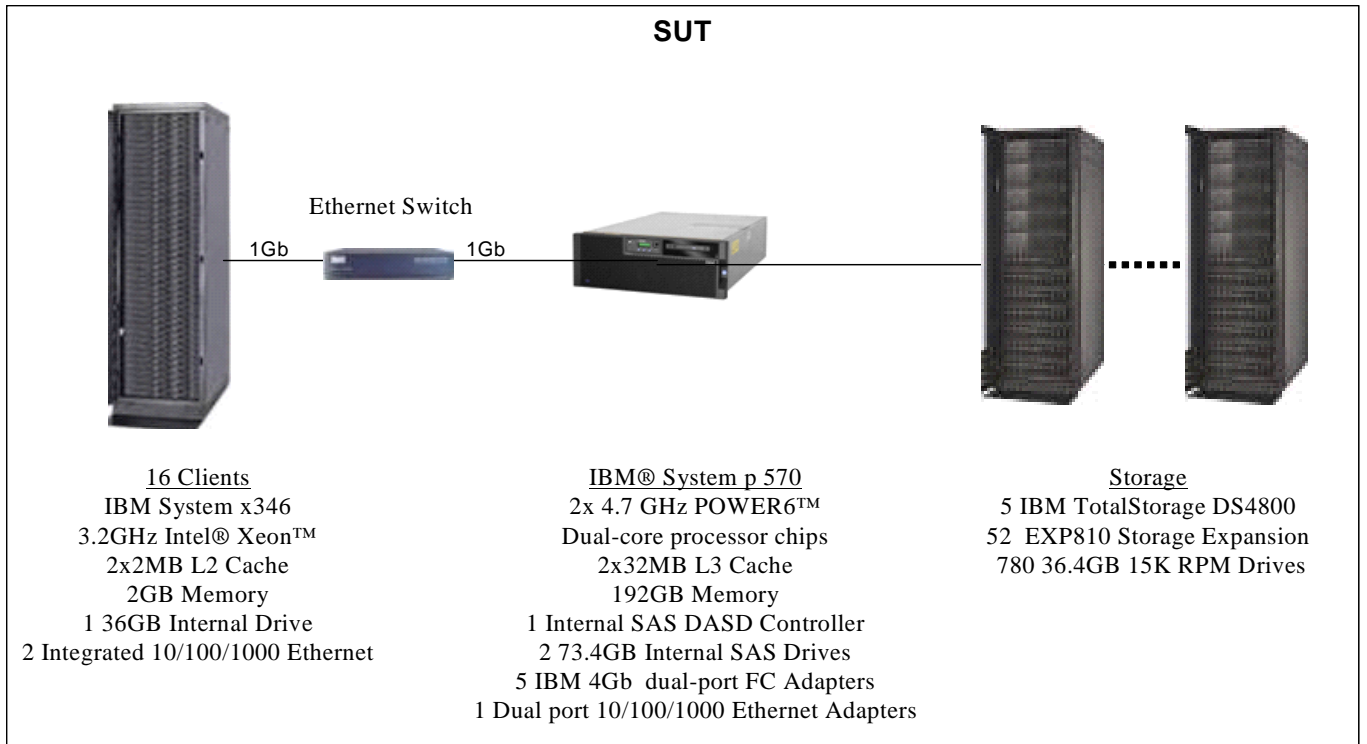 SUT
Ethernet Switch
1Gb
1Gb
16 Clients
IBM System x346
3.2GHz Intel® Xeon™
2x2MB L2 Cache
2GB Memory
1 36GB Internal Drive
2 Integrated 10/100/1000 Ethernet
IBM® System p 570
2x 4.7 GHz POWER6™
Dual-core processor chips
2x32MB L3 Cache
192GB Memory
1 Internal SAS DASD Controller
2 73.4GB Internal SAS Drives
5 IBM 4Gb dual-port FC Adapters
1 Dual port 10/100/1000 Ethernet Adapters
Storage
5 IBM TotalStorage DS4800
52 EXP810 Storage Expansion
780 36.4GB 15K RPM Drives